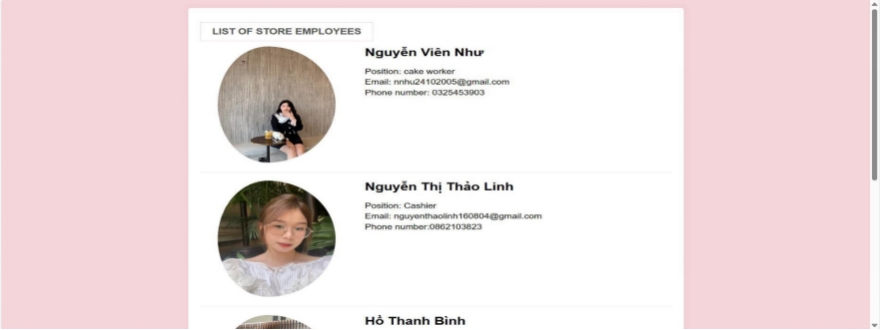 LIST OF STORE EMPLOYEES
Nguyễn Viên Như
Position: cake worker
Email: nnhu24102005@gmail.com
Phone number: 0325453903
Nguyễn Thị Thảo Linh
Position: Cashier
Email: nguyenthaolinh160804@gmail.com
Phone number:0862103823
Hồ Thanh Bình